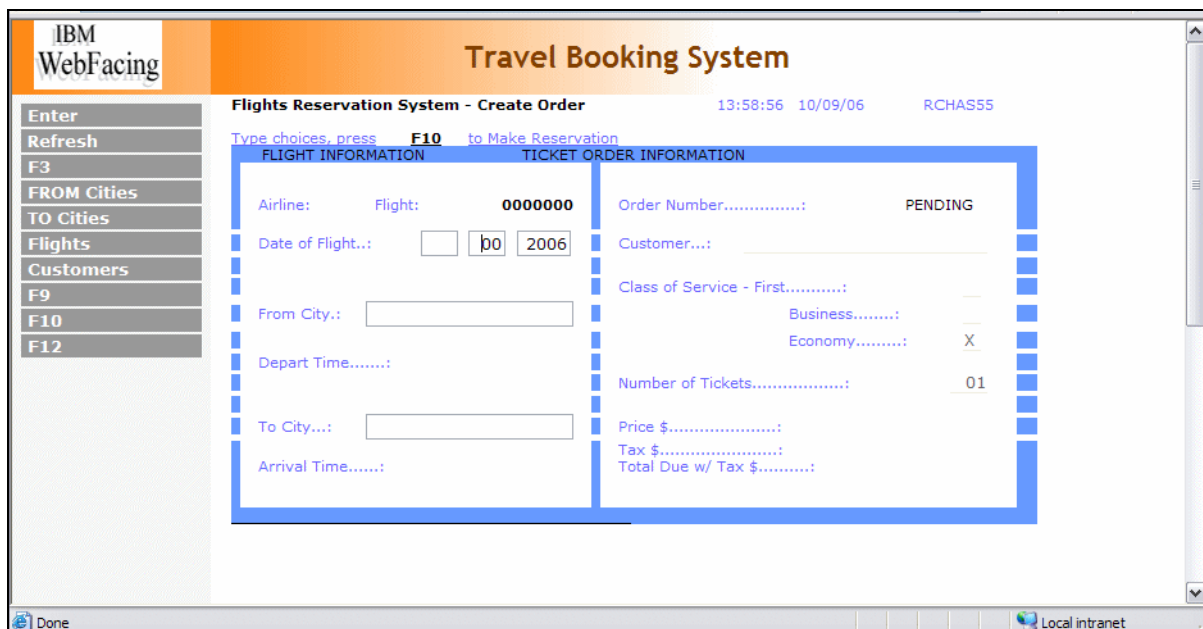 IBM
WebFacing
Travel Booking System
Enter
Refresh
F3
FROM Cities
TO Cities
Flights
Customers
F9
F10
F12
Flights Reservation System - Create Order 13:58:56 10/09/06 RCHAS55
Type choices, press F10 to Make Reservation
FLIGHT INFORMATION TICKET ORDER INFORMATION
Airline: Flight: 0000000
Date of Flight..: 00 2006
From City.:
Depart Time......:
To City...:
Arrival Time......:
Order Number...............: PENDING
Customer...:
Class of Service - First...........:
Business........:
Economy.........: X
Number of Tickets..................: 01
Price $.....................:
Tax $.......................:
Total Due w/ Tax $..........:
Done
Local intranet